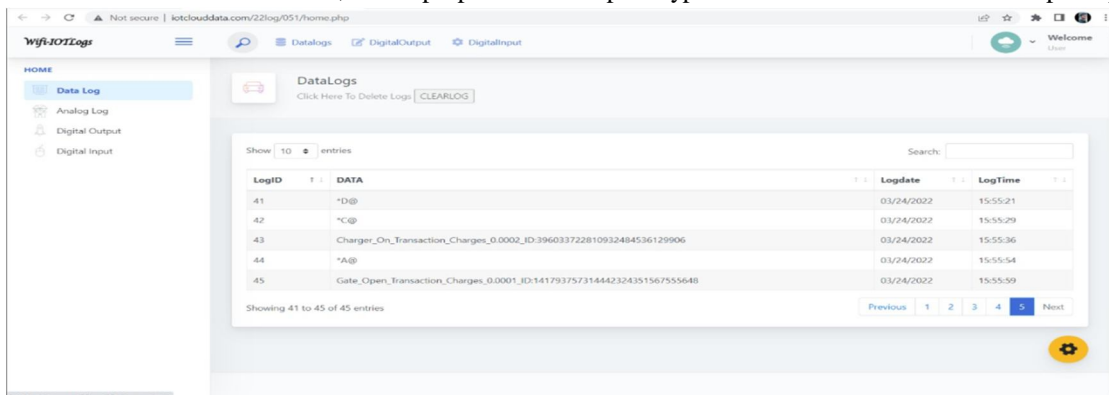 Not secure | iotclouddata.com/22log/051/home.php
Wifi-IOTLogs
Datalogs DigitalOutput DigitalInput
Welcome
User
HOME
Data Log
Analog Log
Digital Output
Digital Input
DataLogs
Click Here To Delete Logs CLEARLOG
Show 10 entries Search:
LogID DATA Logdate LogTime
41 *D@ 03/24/2022 15:55:21
42 *C@ 03/24/2022 15:55:29
43 Charger_On_Transaction_Charges_0.0002_ID:396033722810932484536129906 03/24/2022 15:55:36
44 *A@ 03/24/2022 15:55:54
45 Gate_Open_Transaction_Charges_0.0001_ID:141793757314442324351567555648 03/24/2022 15:55:59
Showing 41 to 45 of 45 entries Previous 1 2 3 4 5 Next